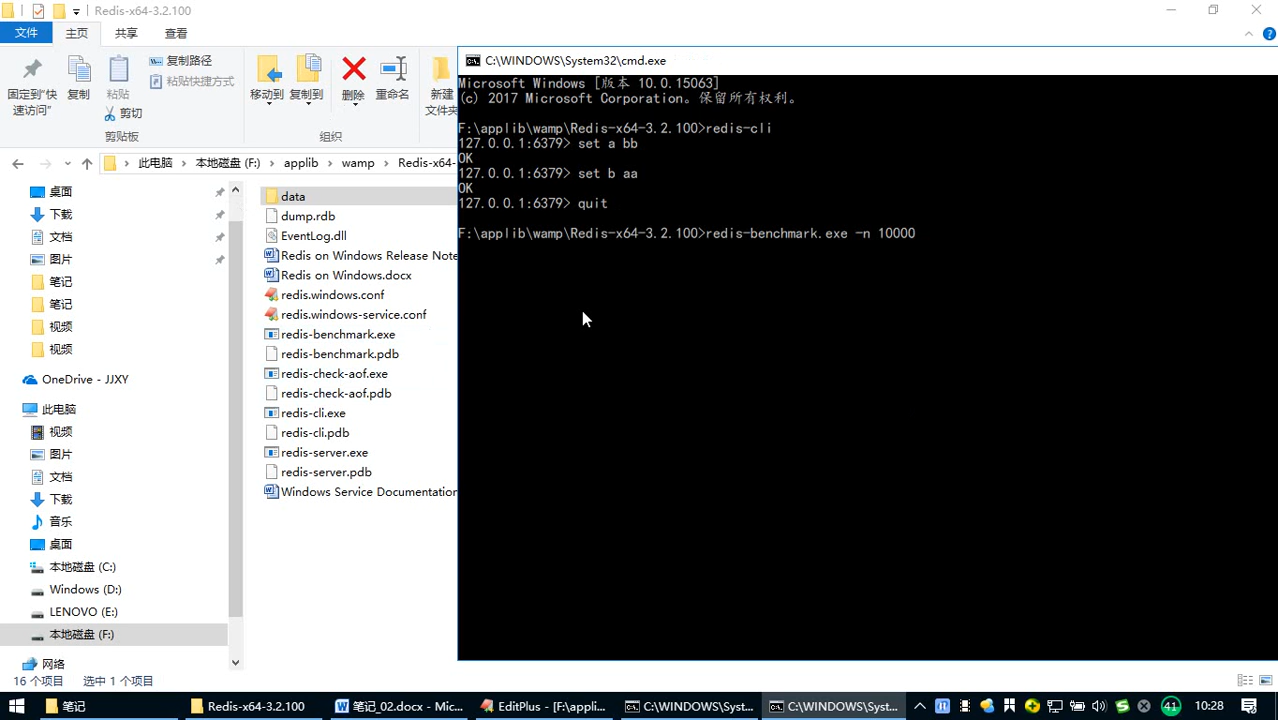 Redis-x64-3.2.100
文件
主页
共享
查看
固定到"快
速访问"
复制
粘贴
复制路径
粘贴快捷方式
剪切
剪贴板
移动到
复制到
删除
重命名
组织
新建
文件夹
此电脑
本地磁盘 (F:)
applib
wamp
Redis-x64-
桌面
下载
文档
图片
笔记
笔记
视频
视频
OneDrive - JJXY
此电脑
视频
图片
文档
下载
音乐
桌面
本地磁盘 (C:)
Windows (D:)
LENOVO (E:)
本地磁盘 (F:)
网络
data
dump.rdb
EventLog.dll
Redis on Windows Release Note
Redis on Windows.docx
redis.windows.conf
redis.windows-service.conf
redis-benchmark.exe
redis-benchmark.pdb
redis-check-aof.exe
redis-check-aof.pdb
redis-cli.exe
redis-cli.pdb
redis-server.exe
redis-server.pdb
Windows Service Documentation
16 个项目 选中 1 个项目
C:\WINDOWS\System32\cmd.exe
Microsoft Windows [版本 10.0.15063]
(c) 2017 Microsoft Corporation。保留所有权利。
F:\applib\wamp\Redis-x64-3.2.100>redis-cli
127.0.0.1:6379> set a bb
OK
127.0.0.1:6379> set b aa
OK
127.0.0.1:6379> quit
F:\applib\wamp\Redis-x64-3.2.100>redis-benchmark.exe -n 10000
笔记
Redis-x64-3.2.100
笔记_02.docx - Mic...
EditPlus - [F:\appli...
C:\WINDOWS\Syst...
C:\WINDOWS\Syst...
41
10:28